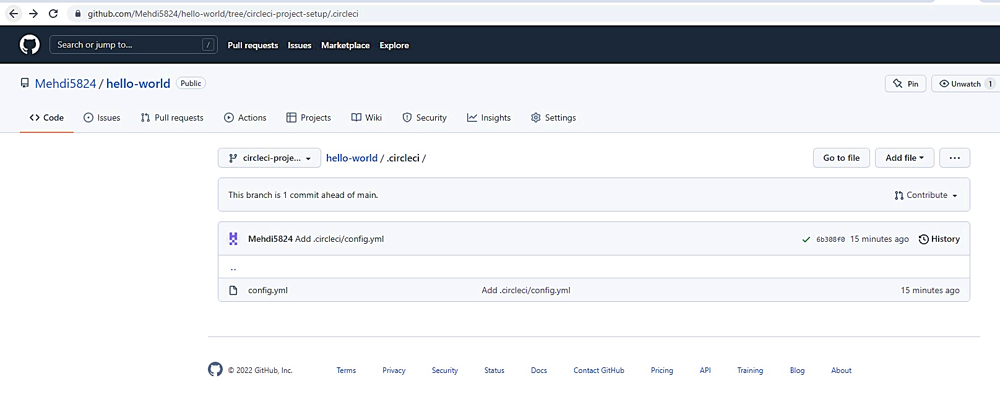 github.com/Mehdi5824/hello-world/tree/circleci-project-setup/.circleci
Search or jump to... / Pull requests Issues Marketplace Explore
Mehdi5824 / hello-world Public Pin Unwatch 1
Code Issues Pull requests Actions Projects Wiki Security Insights Settings
circleci-proje... hello-world / .circleci / Go to file Add file ...
This branch is 1 commit ahead of main. Contribute
Mehdi5824 Add .circleci/config.yml 6b308f0 15 minutes ago History
..
config.yml Add .circleci/config.yml 15 minutes ago
© 2022 GitHub, Inc. Terms Privacy Security Status Docs Contact GitHub Pricing API Training Blog About